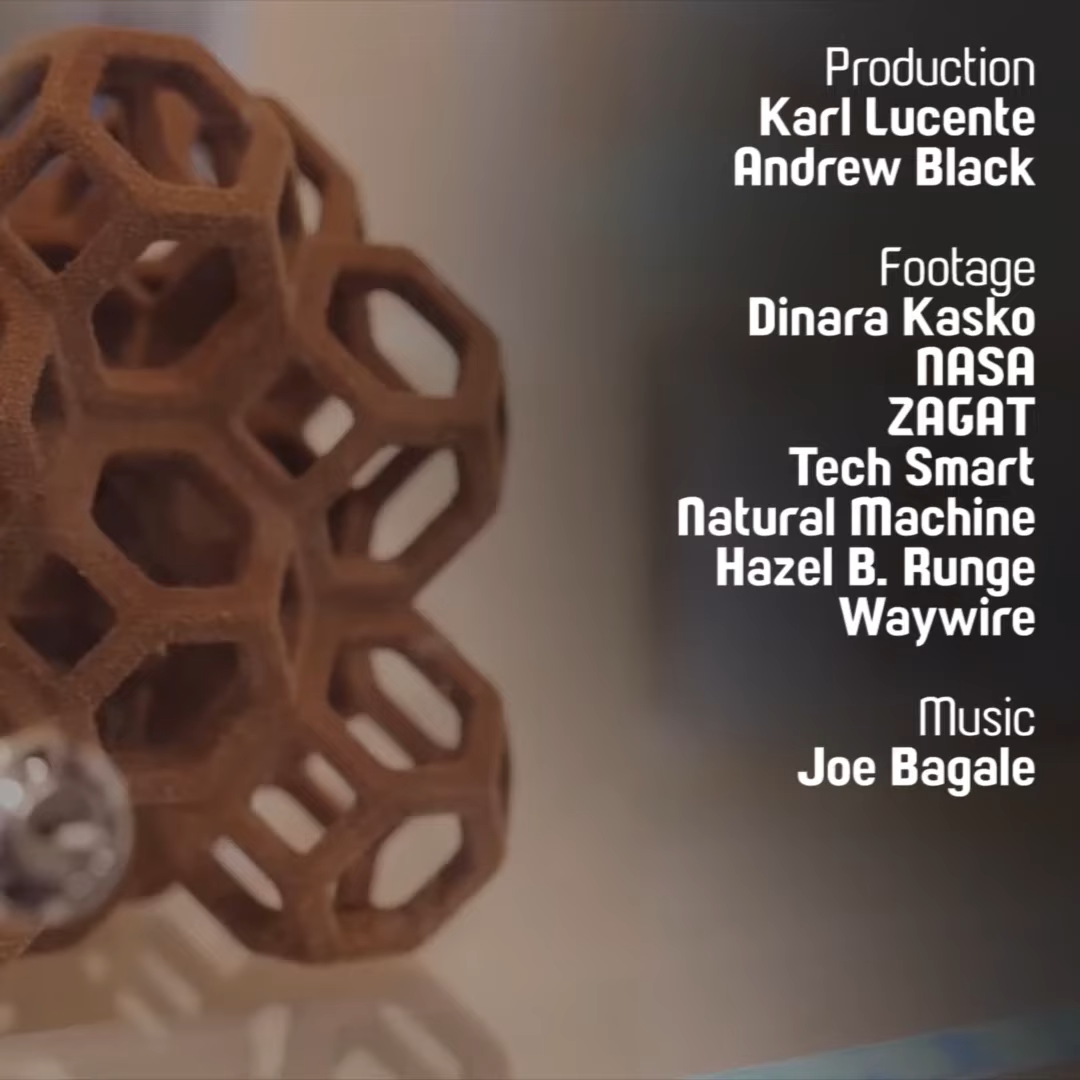 Production
Karl Lucente
Andrew Black
Footage
Dinara Kasko
NASA
ZAGAT
Tech Smart
Natural Machine
Hazel B. Runge
Waywire
Music
Joe Bagale